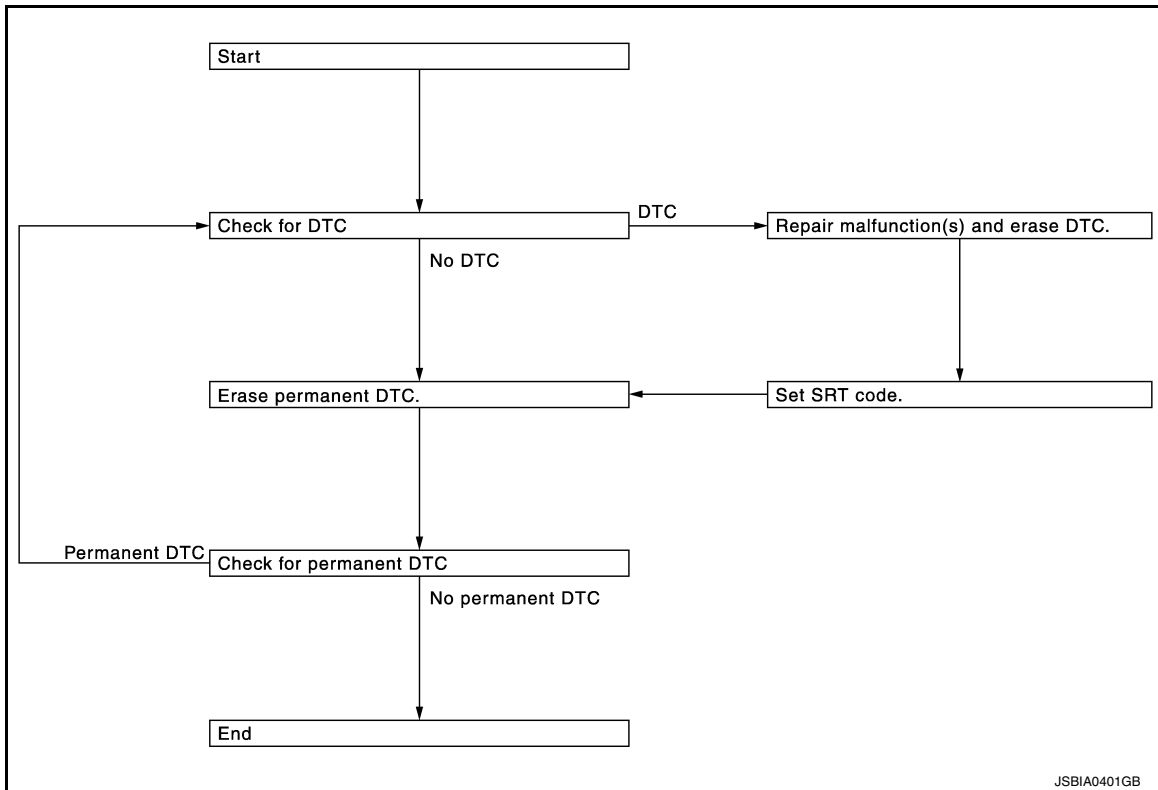 Start
Check for DTC
DTC
Repair malfunction(s) and erase DTC.
No DTC
Erase permanent DTC.
Set SRT code.
Permanent DTC
Check for permanent DTC
No permanent DTC
End
JSBIA0401GB